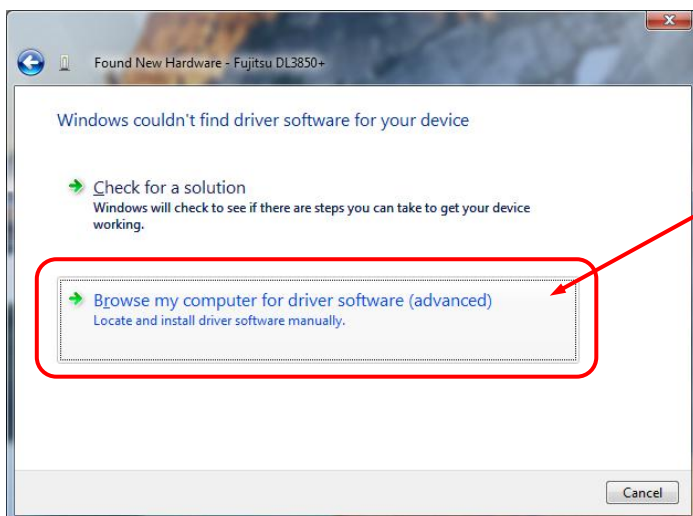 Found New Hardware - Fujitsu DL3850+
Windows couldn't find driver software for your device
Check for a solution
Windows will check to see if there are steps you can take to get your device
working.
Browse my computer for driver software (advanced)
Locate and install driver software manually.
Cancel